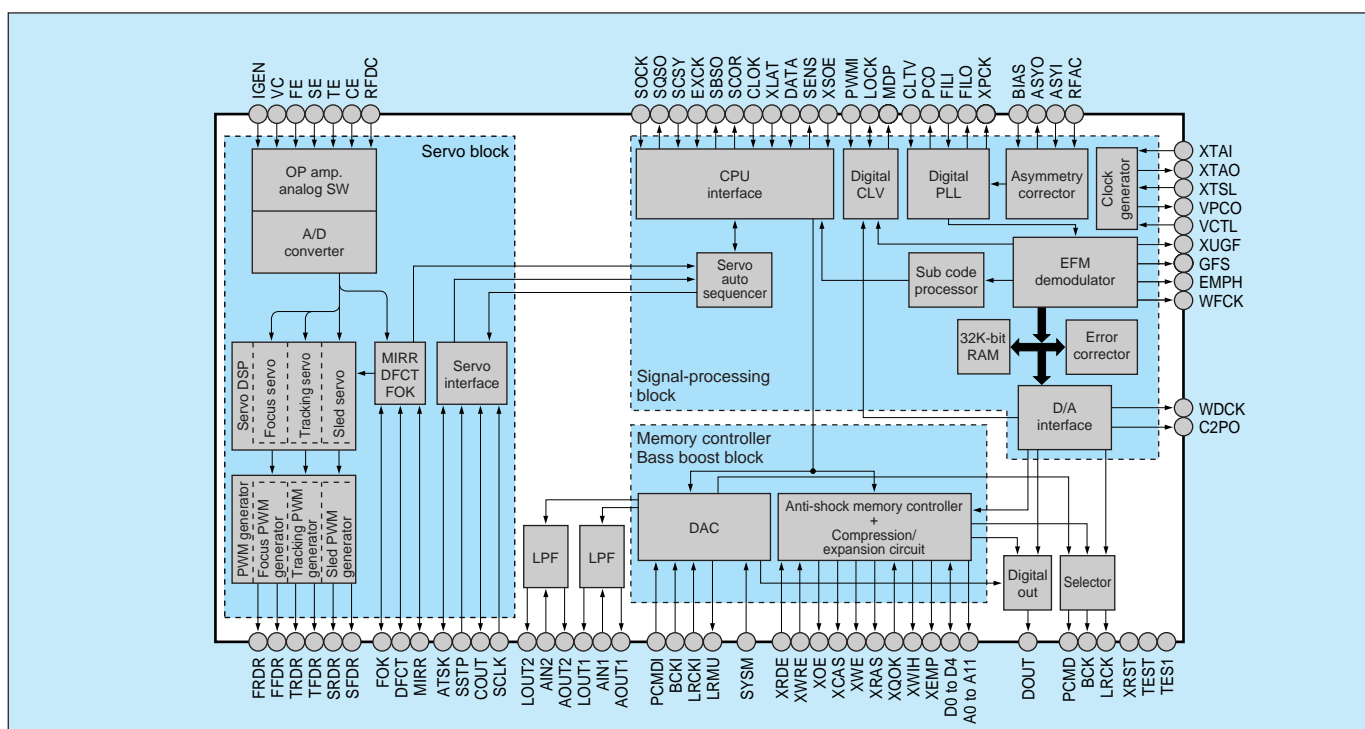 IGEN
VC
FE
SE
TE
CE
RFDC
SOCK
SQSO
SCSY
EXCK
SBSO
SCOR
CLOK
XLAT
DATA
SENS
XSOE
PWMI
LOCK
MDP
CLTV
PCO
FILI
FILO
XPCK
BIAS
ASYO
ASYI
RFAC
Servo block
OP amp.
analog SW
A/D
converter
CPU
interface
Digital
CLV
Digital
PLL
Asymmetry
corrector
Clock
generator
XTAI
XTAO
XTSL
VPCO
VCTL
XUGF
GFS
EMPH
WFCK
Servo
auto
sequencer
Sub code
processor
EFM
demodulator
32K-bit
RAM
Error
corrector
Servo DSP
Focus servo
Tracking servo
Sled servo
MIRR
DFCT
FOK
Servo
interface
Signal-processing
block
D/A
interface
WDCK
C2PO
Memory controller
Bass boost block
PWM generator
Focus PWM
generator
Tracking PWM
generator
Sled PWM
generator
LPF
LPF
DAC
Anti-shock memory controller
+
Compression/
expansion circuit
Digital
out
Selector
FRDR
FFDR
TRDR
TFDR
SRDR
SFDR
FOK
DFCT
MIRR
ATSK
SSTP
COUT
SCLK
LOUT2
AIN2
AOUT2
LOUT1
AIN1
AOUT1
PCMDI
BCKI
LRCKI
LRMU
SYSM
XRDE
XWRE
XOE
XCAS
XWE
XRAS
XQOK
XWIH
XEMP
D0 to D4
A0 to A11
DOUT
PCMD
BCK
LRCK
XRST
TEST
TES1